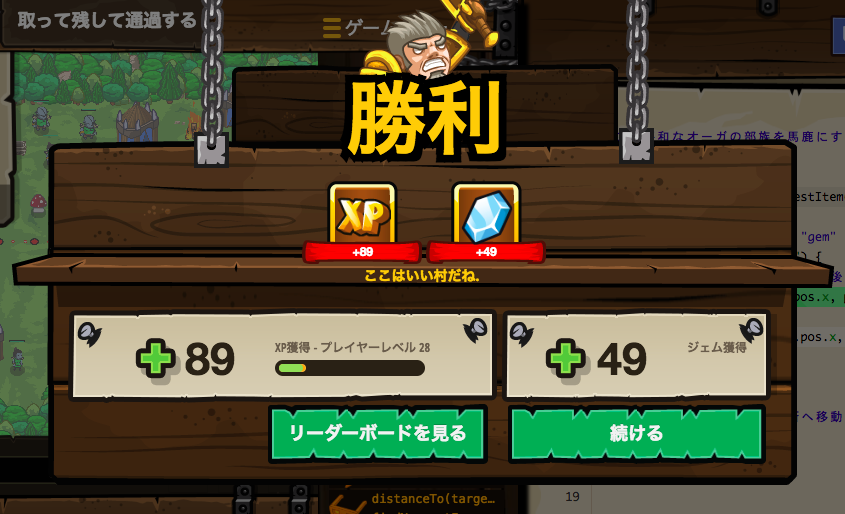 取って残して通過する
ゲーム
勝利
和なオーガの部族を馬鹿にす
XP
estItem
"gem"
") {
+89
+49
ここはいい村だね.
後
pos.x,
+89
XP獲得 - プレイヤーレベル 28
+49
ジェム獲得
.pos.x,
リーダーボードを見る
続ける
へ移動
distanceTo(targe…
19